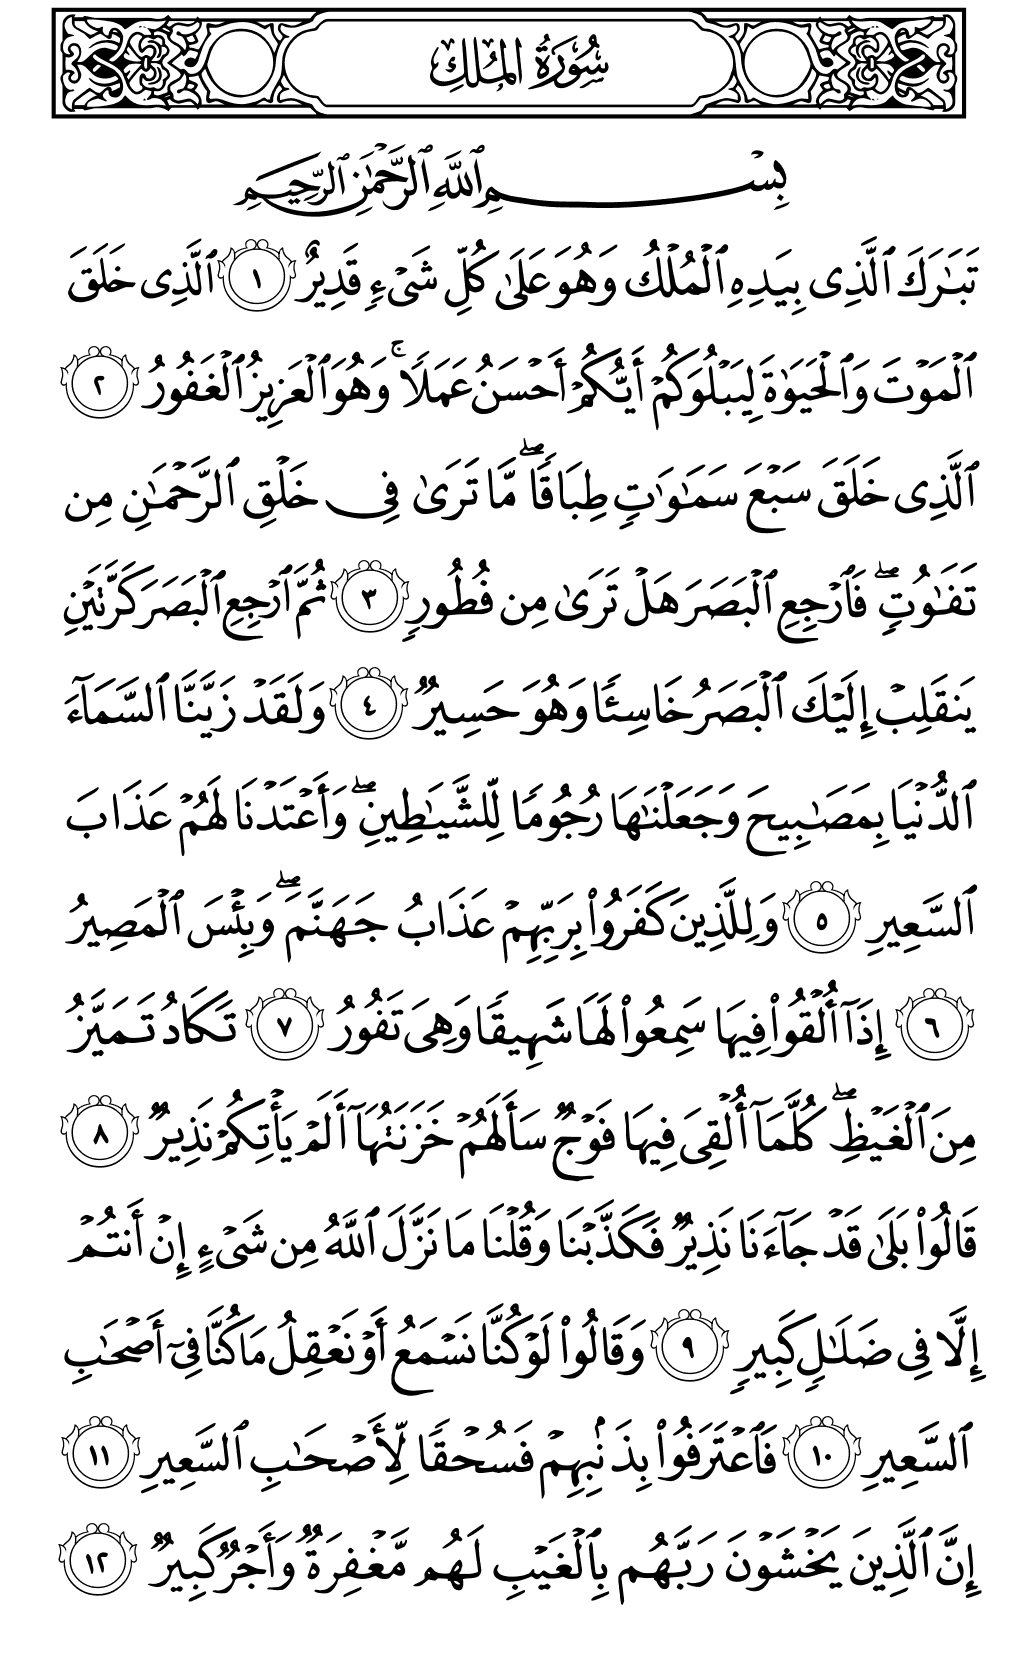 سُورَةُ المُلكِ
بِسۡمِ ٱللَّهِ ٱلرَّحۡمَٰنِ ٱلرَّحِيمِ
تَبَٰرَكَ ٱلَّذِي بِيَدِهِ ٱلۡمُلۡكُ وَهُوَ عَلَىٰ كُلِّ شَيۡءٖ قَدِيرٌ ١ ٱلَّذِي خَلَقَ
ٱلۡمَوۡتَ وَٱلۡحَيَوٰةَ لِيَبۡلُوَكُمۡ أَيُّكُمۡ أَحۡسَنُ عَمَلٗاۚ وَهُوَ ٱلۡعَزِيزُ ٱلۡغَفُورُ ٢
ٱلَّذِي خَلَقَ سَبۡعَ سَمَٰوَٰتٖ طِبَاقٗاۖ مَّا تَرَىٰ فِي خَلۡقِ ٱلرَّحۡمَٰنِ مِن
تَفَٰوُتٖۖ فَٱرۡجِعِ ٱلۡبَصَرَ هَلۡ تَرَىٰ مِن فُطُورٖ ٣ ثُمَّ ٱرۡجِعِ ٱلۡبَصَرَ كَرَّتَيۡنِ
يَنقَلِبۡ إِلَيۡكَ ٱلۡبَصَرُ خَاسِئٗا وَهُوَ حَسِيرٞ ٤ وَلَقَدۡ زَيَّنَّا ٱلسَّمَآءَ
ٱلدُّنۡيَا بِمَصَٰبِيحَ وَجَعَلۡنَٰهَا رُجُومٗا لِّلشَّيَٰطِينِۖ وَأَعۡتَدۡنَا لَهُمۡ عَذَابَ
ٱلسَّعِيرِ ٥ وَلِلَّذِينَ كَفَرُواْ بِرَبِّهِمۡ عَذَابُ جَهَنَّمَۖ وَبِئۡسَ ٱلۡمَصِيرُ
٦ إِذَآ أُلۡقُواْ فِيهَا سَمِعُواْ لَهَا شَهِيقٗا وَهِيَ تَفُورُ ٧ تَكَادُ تَمَيَّزُ
مِنَ ٱلۡغَيۡظِۖ كُلَّمَآ أُلۡقِيَ فِيهَا فَوۡجٞ سَأَلَهُمۡ خَزَنَتُهَآ أَلَمۡ يَأۡتِكُمۡ نَذِيرٞ ٨
قَالُواْ بَلَىٰ قَدۡ جَآءَنَا نَذِيرٞ فَكَذَّبۡنَا وَقُلۡنَا مَا نَزَّلَ ٱللَّهُ مِن شَيۡءٍ إِنۡ أَنتُمۡ
إِلَّا فِي ضَلَٰلٖ كَبِيرٖ ٩ وَقَالُواْ لَوۡ كُنَّا نَسۡمَعُ أَوۡ نَعۡقِلُ مَا كُنَّا فِيٓ أَصۡحَٰبِ
ٱلسَّعِيرِ ١٠ فَٱعۡتَرَفُواْ بِذَنۢبِهِمۡ فَسُحۡقٗا لِّأَصۡحَٰبِ ٱلسَّعِيرِ ١١
إِنَّ ٱلَّذِينَ يَخۡشَوۡنَ رَبَّهُم بِٱلۡغَيۡبِ لَهُم مَّغۡفِرَةٞ وَأَجۡرٞ كَبِيرٞ ١٢